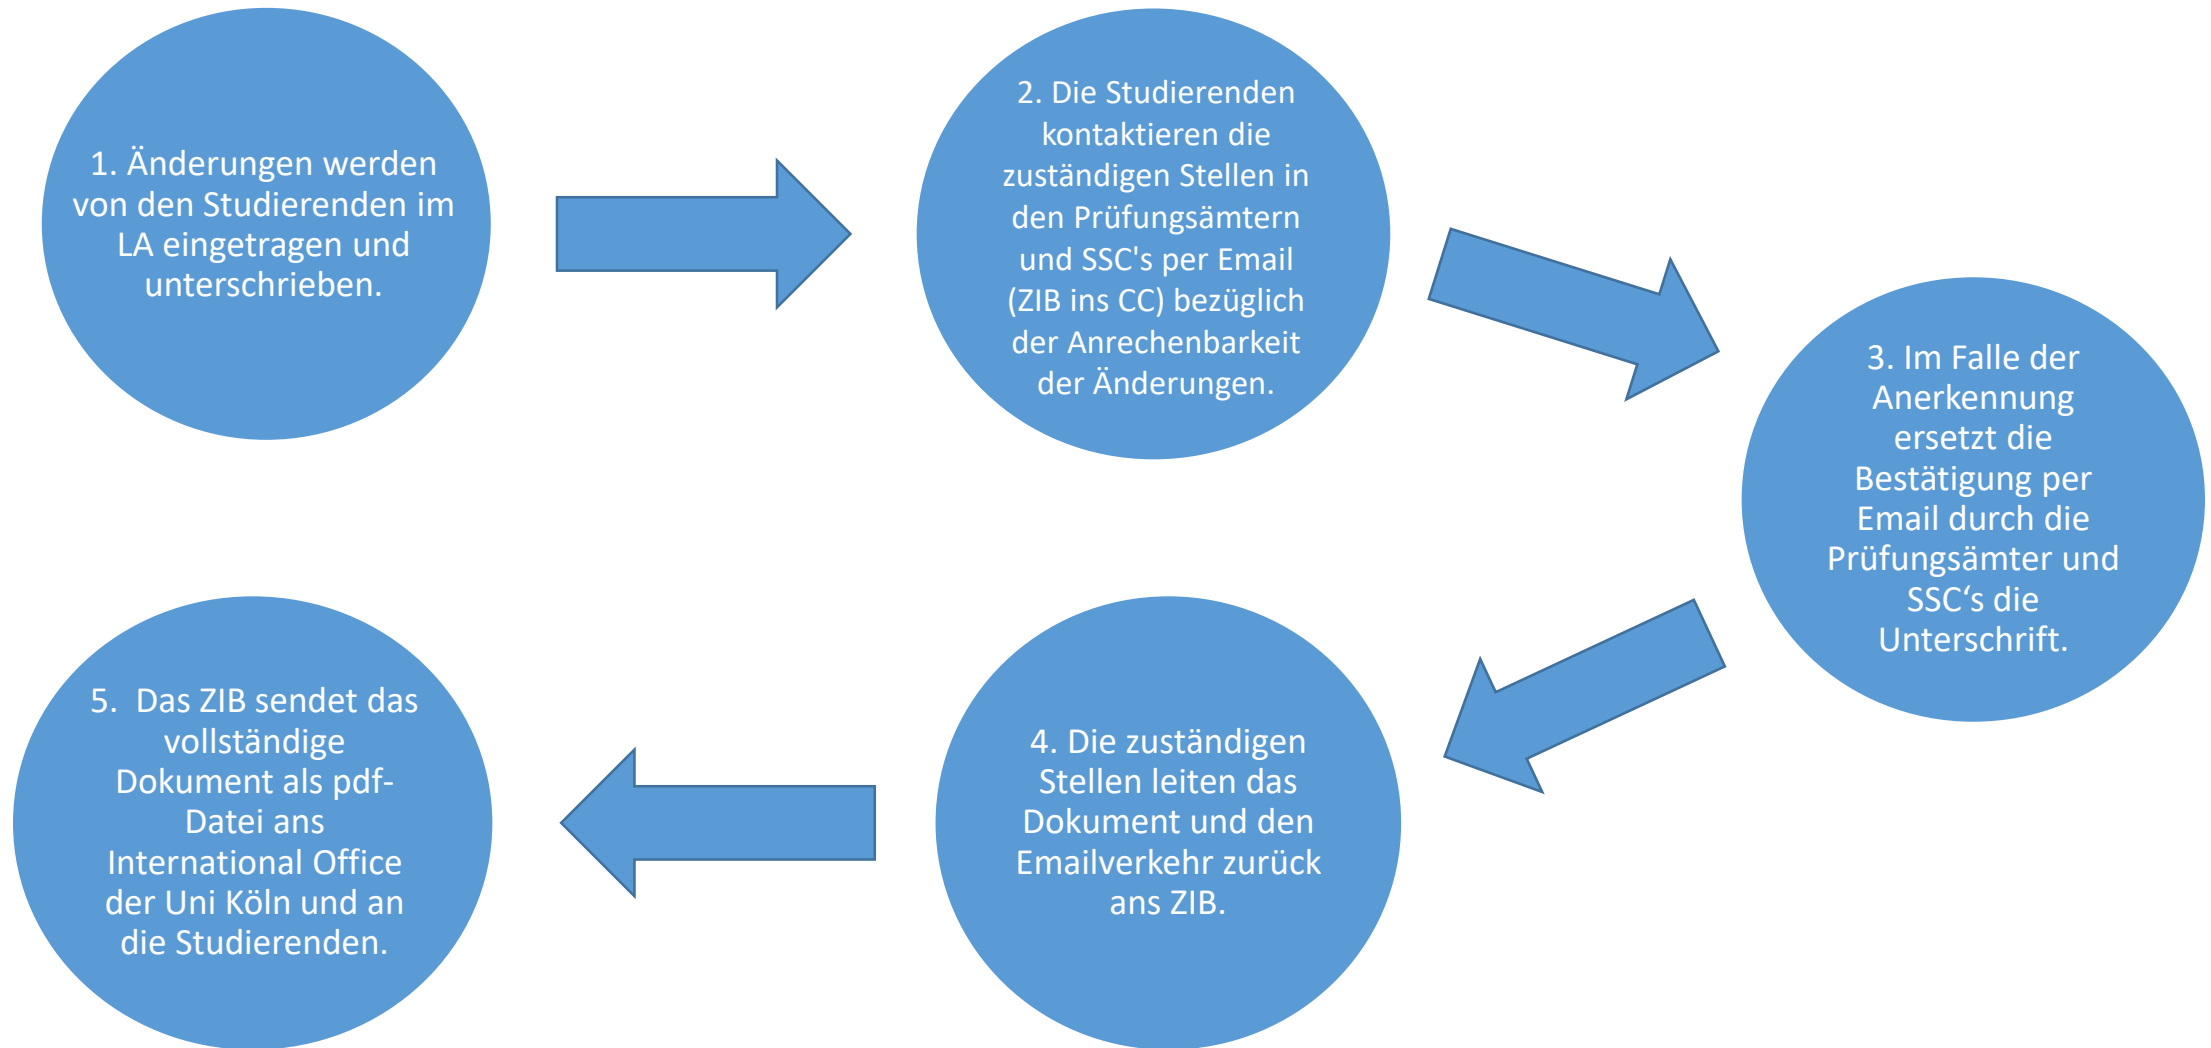 1. Änderungen werden
von den Studierenden im
LA eingetragen und
unterschrieben.
2. Die Studierenden
kontaktieren die
zuständigen Stellen in
den Prüfungsämtern
und SSC's per Email
(ZIB ins CC) bezüglich
der Anrechenbarkeit
der Änderungen.
3. Im Falle der
Anerkennung
ersetzt die
Bestätigung per
Email durch die
Prüfungsämter und
SSC‘s die
Unterschrift.
4. Die zuständigen
Stellen leiten das
Dokument und den
Emailverkehr zurück
ans ZIB.
5.  Das ZIB sendet das
vollständige
Dokument als pdf-
Datei ans
International Office
der Uni Köln und an
die Studierenden.